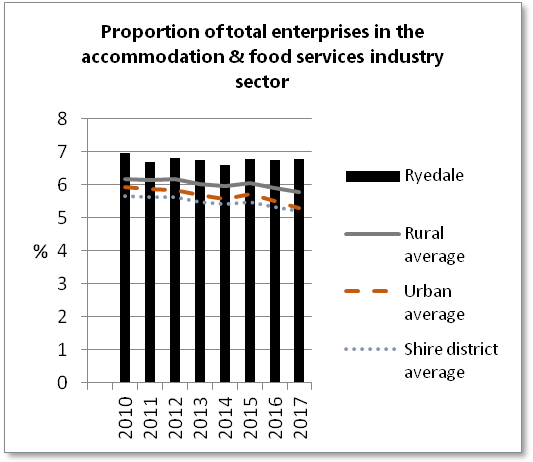 Proportion of total enterprises in the
accommodation & food services industry
sector
8
7
6
5
% 4
3
2
1
0
2010 2011 2012 2013 2014 2015 2016 2017
Ryedale
Rural
average
Urban
average
Shire district
average